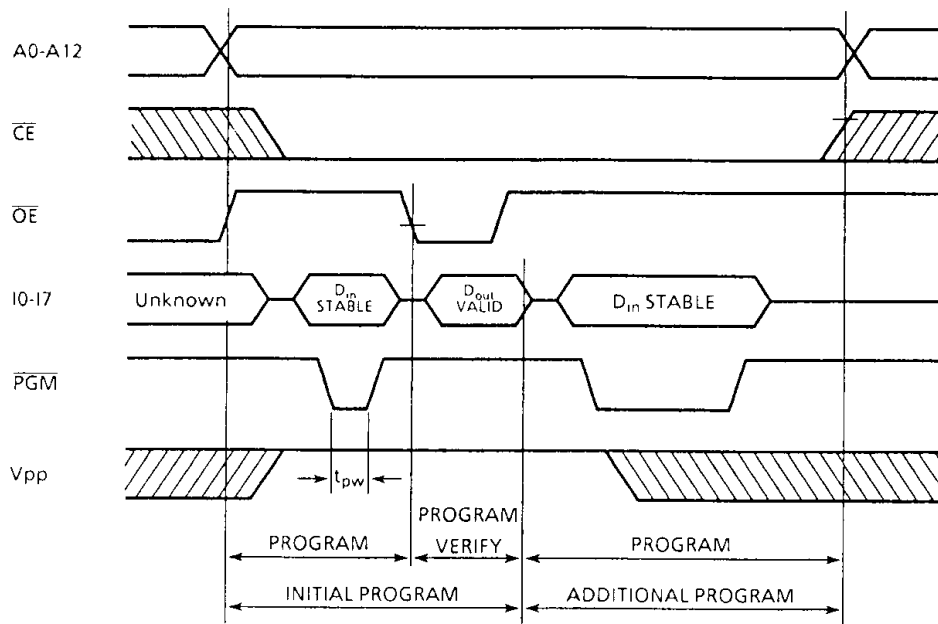 A0-A12
CE
OE
I0-I7
Unknown
Din
STABLE
Dout
VALID
Din STABLE
PGM
Vpp
tpw
PROGRAM
PROGRAM
VERIFY
PROGRAM
INITIAL PROGRAM
ADDITIONAL PROGRAM